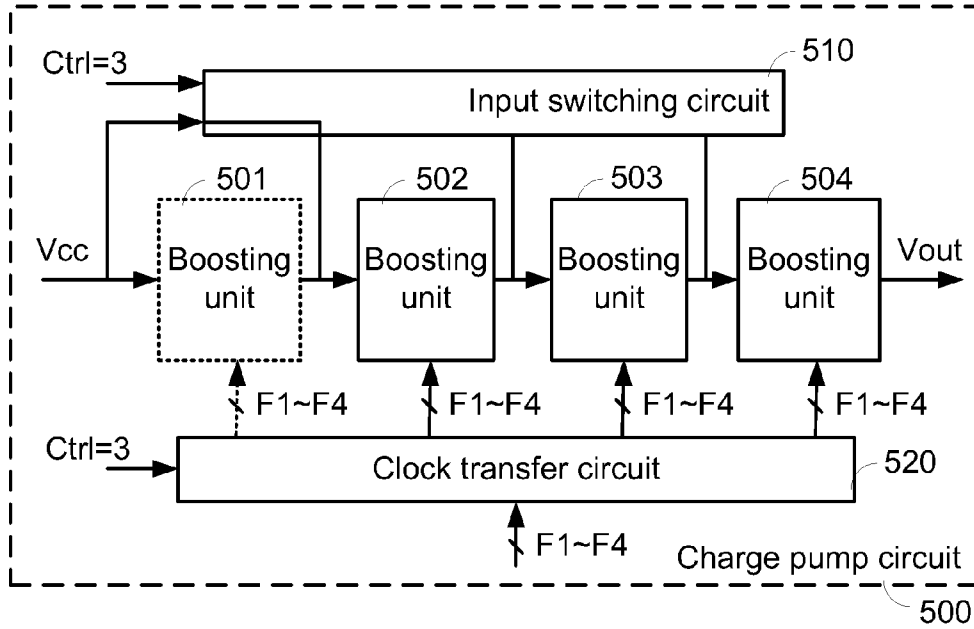 510
Ctrl=3
Input switching circuit
501
502
503
504
Vcc
Boosting
unit
Boosting
unit
Boosting
unit
Boosting
unit
Vout
F1~F4
F1~F4
F1~F4
F1~F4
Ctrl=3
Clock transfer circuit
520
F1~F4
Charge pump circuit
500